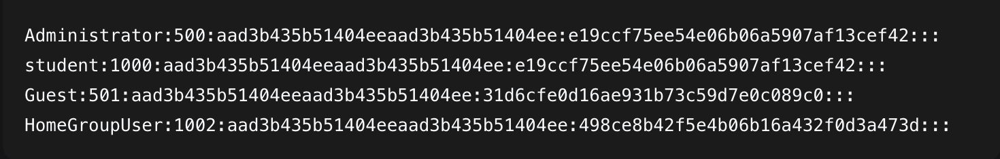 Administrator:500:aad3b435b51404eeaad3b435b51404ee:e19ccf75ee54e06b06a5907af13cef42:::
student:1000:aad3b435b51404eeaad3b435b51404ee:e19ccf75ee54e06b06a5907af13cef42:::
Guest:501:aad3b435b51404eeaad3b435b51404ee:31d6cfe0d16ae931b73c59d7e0c089c0:::
HomeGroupUser:1002:aad3b435b51404eeaad3b435b51404ee:498ce8b42f5e4b06b16a432f0d3a473d:::